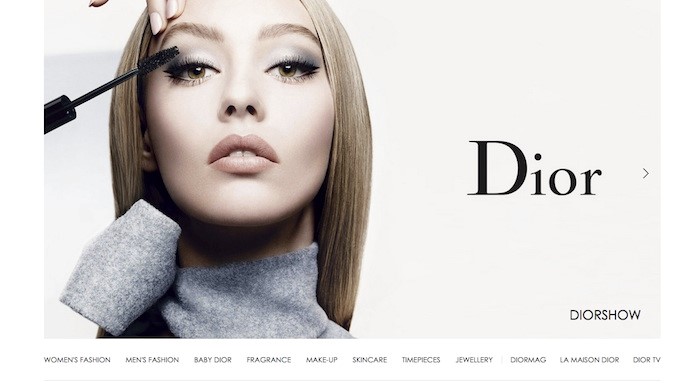 Dior
DIORSHOW
WOMEN'S FASHION MEN'S FASHION BABY DIOR FRAGRANCE MAKE-UP SKINCARE TIMEPIECES JEWELLERY DIORMAG LA MAISON DIOR DIOR TV